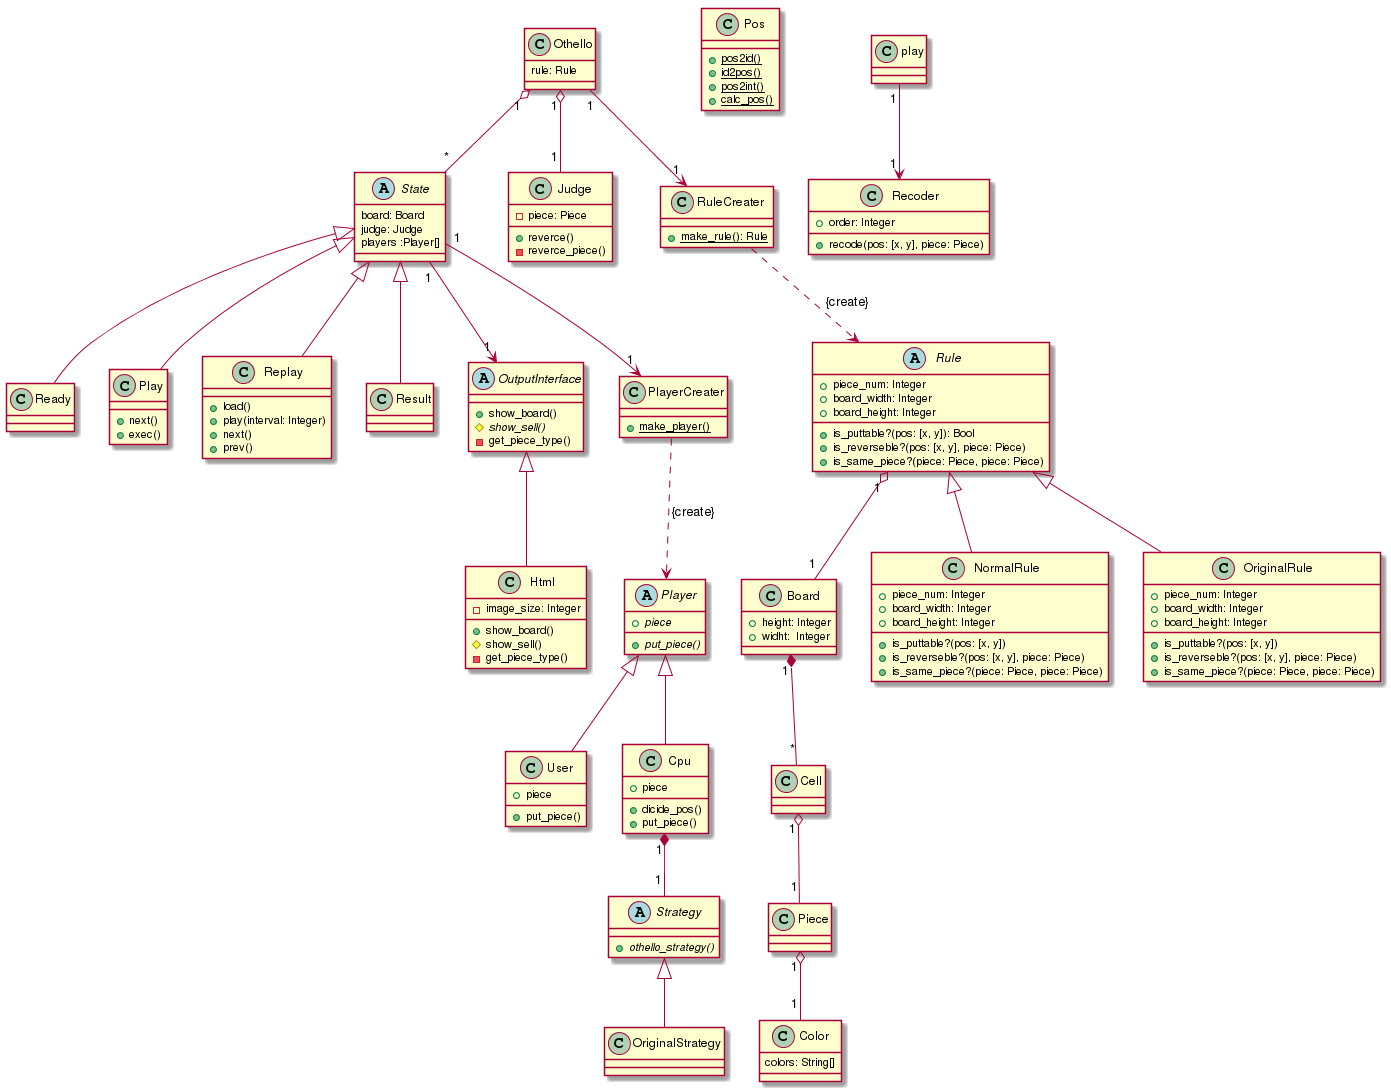 C Othello
rule: Rule
C Pos
pos2id()
id2pos()
pos2int()
calc_pos()
C play
1
1
1
1
*
1
1
1
A State
board: Board
judge: Judge
players :Player[]
C Judge
piece: Piece
reverce()
reverce_piece()
C RuleCreater
make_rule(): Rule
C Recoder
order: Integer
recode(pos: [x, y], piece: Piece)
1
1
{create}
1
1
C Ready
C Play
next()
exec()
C Replay
load()
play(interval: Integer)
next()
prev()
C Result
A OutputInterface
show_board()
show_sell()
get_piece_type()
C PlayerCreater
make_player()
A Rule
piece_num: Integer
board_width: Integer
board_height: Integer
is_puttable?(pos: [x, y]): Bool
is_reverseble?(pos: [x, y], piece: Piece)
is_same_piece?(piece: Piece, piece: Piece)
1
{create}
1
C Html
image_size: Integer
show_board()
show_sell()
get_piece_type()
A Player
piece
put_piece()
C Board
height: Integer
widht:  Integer
C NormalRule
piece_num: Integer
board_width: Integer
board_height: Integer
is_puttable?(pos: [x, y])
is_reverseble?(pos: [x, y], piece: Piece)
is_same_piece?(piece: Piece, piece: Piece)
C OriginalRule
piece_num: Integer
board_width: Integer
board_height: Integer
is_puttable?(pos: [x, y])
is_reverseble?(pos: [x, y], piece: Piece)
is_same_piece?(piece: Piece, piece: Piece)
1
*
C User
piece
put_piece()
C Cpu
piece
dicide_pos()
put_piece()
C Cell
1
1
1
1
A Strategy
othello_strategy()
C Piece
1
1
C OriginalStrategy
C Color
colors: String[]